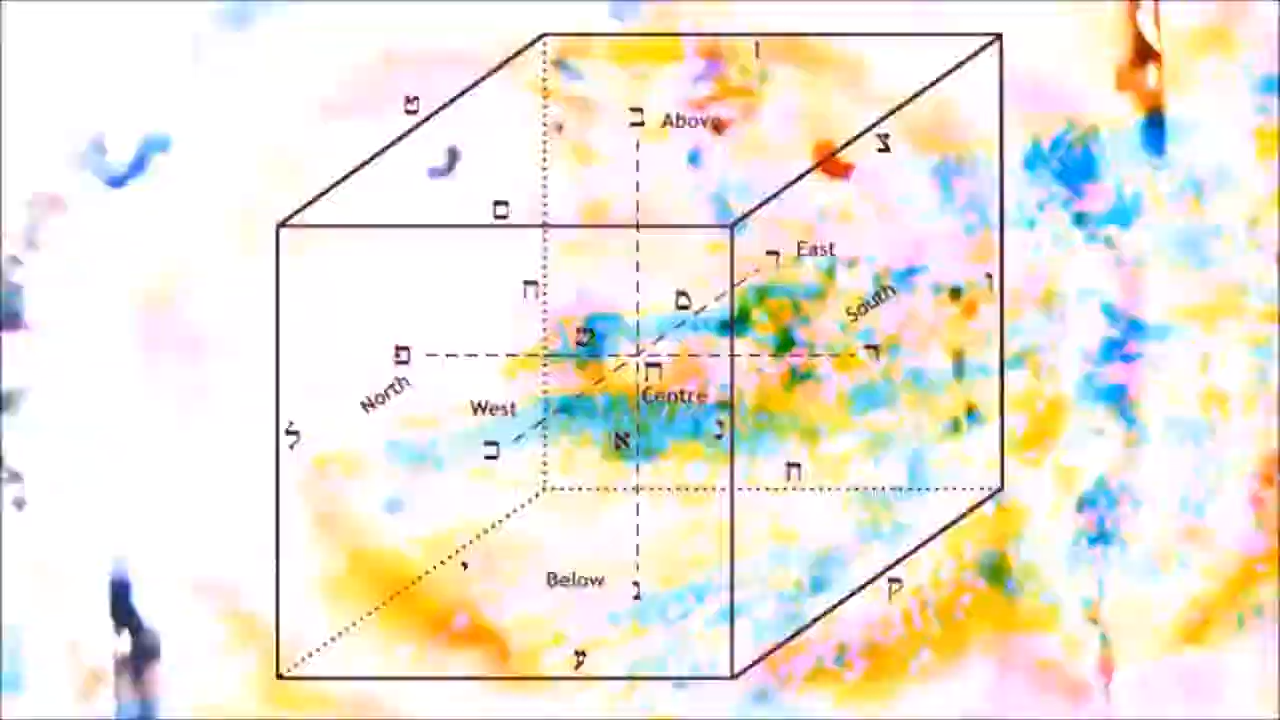 ו
ט
ב Above
צ
ס
East
ה
מ
South
ש
פ
ת
North
Centre
West
ל
כ
א
נ
ח
י
Below
ג
ק
ע